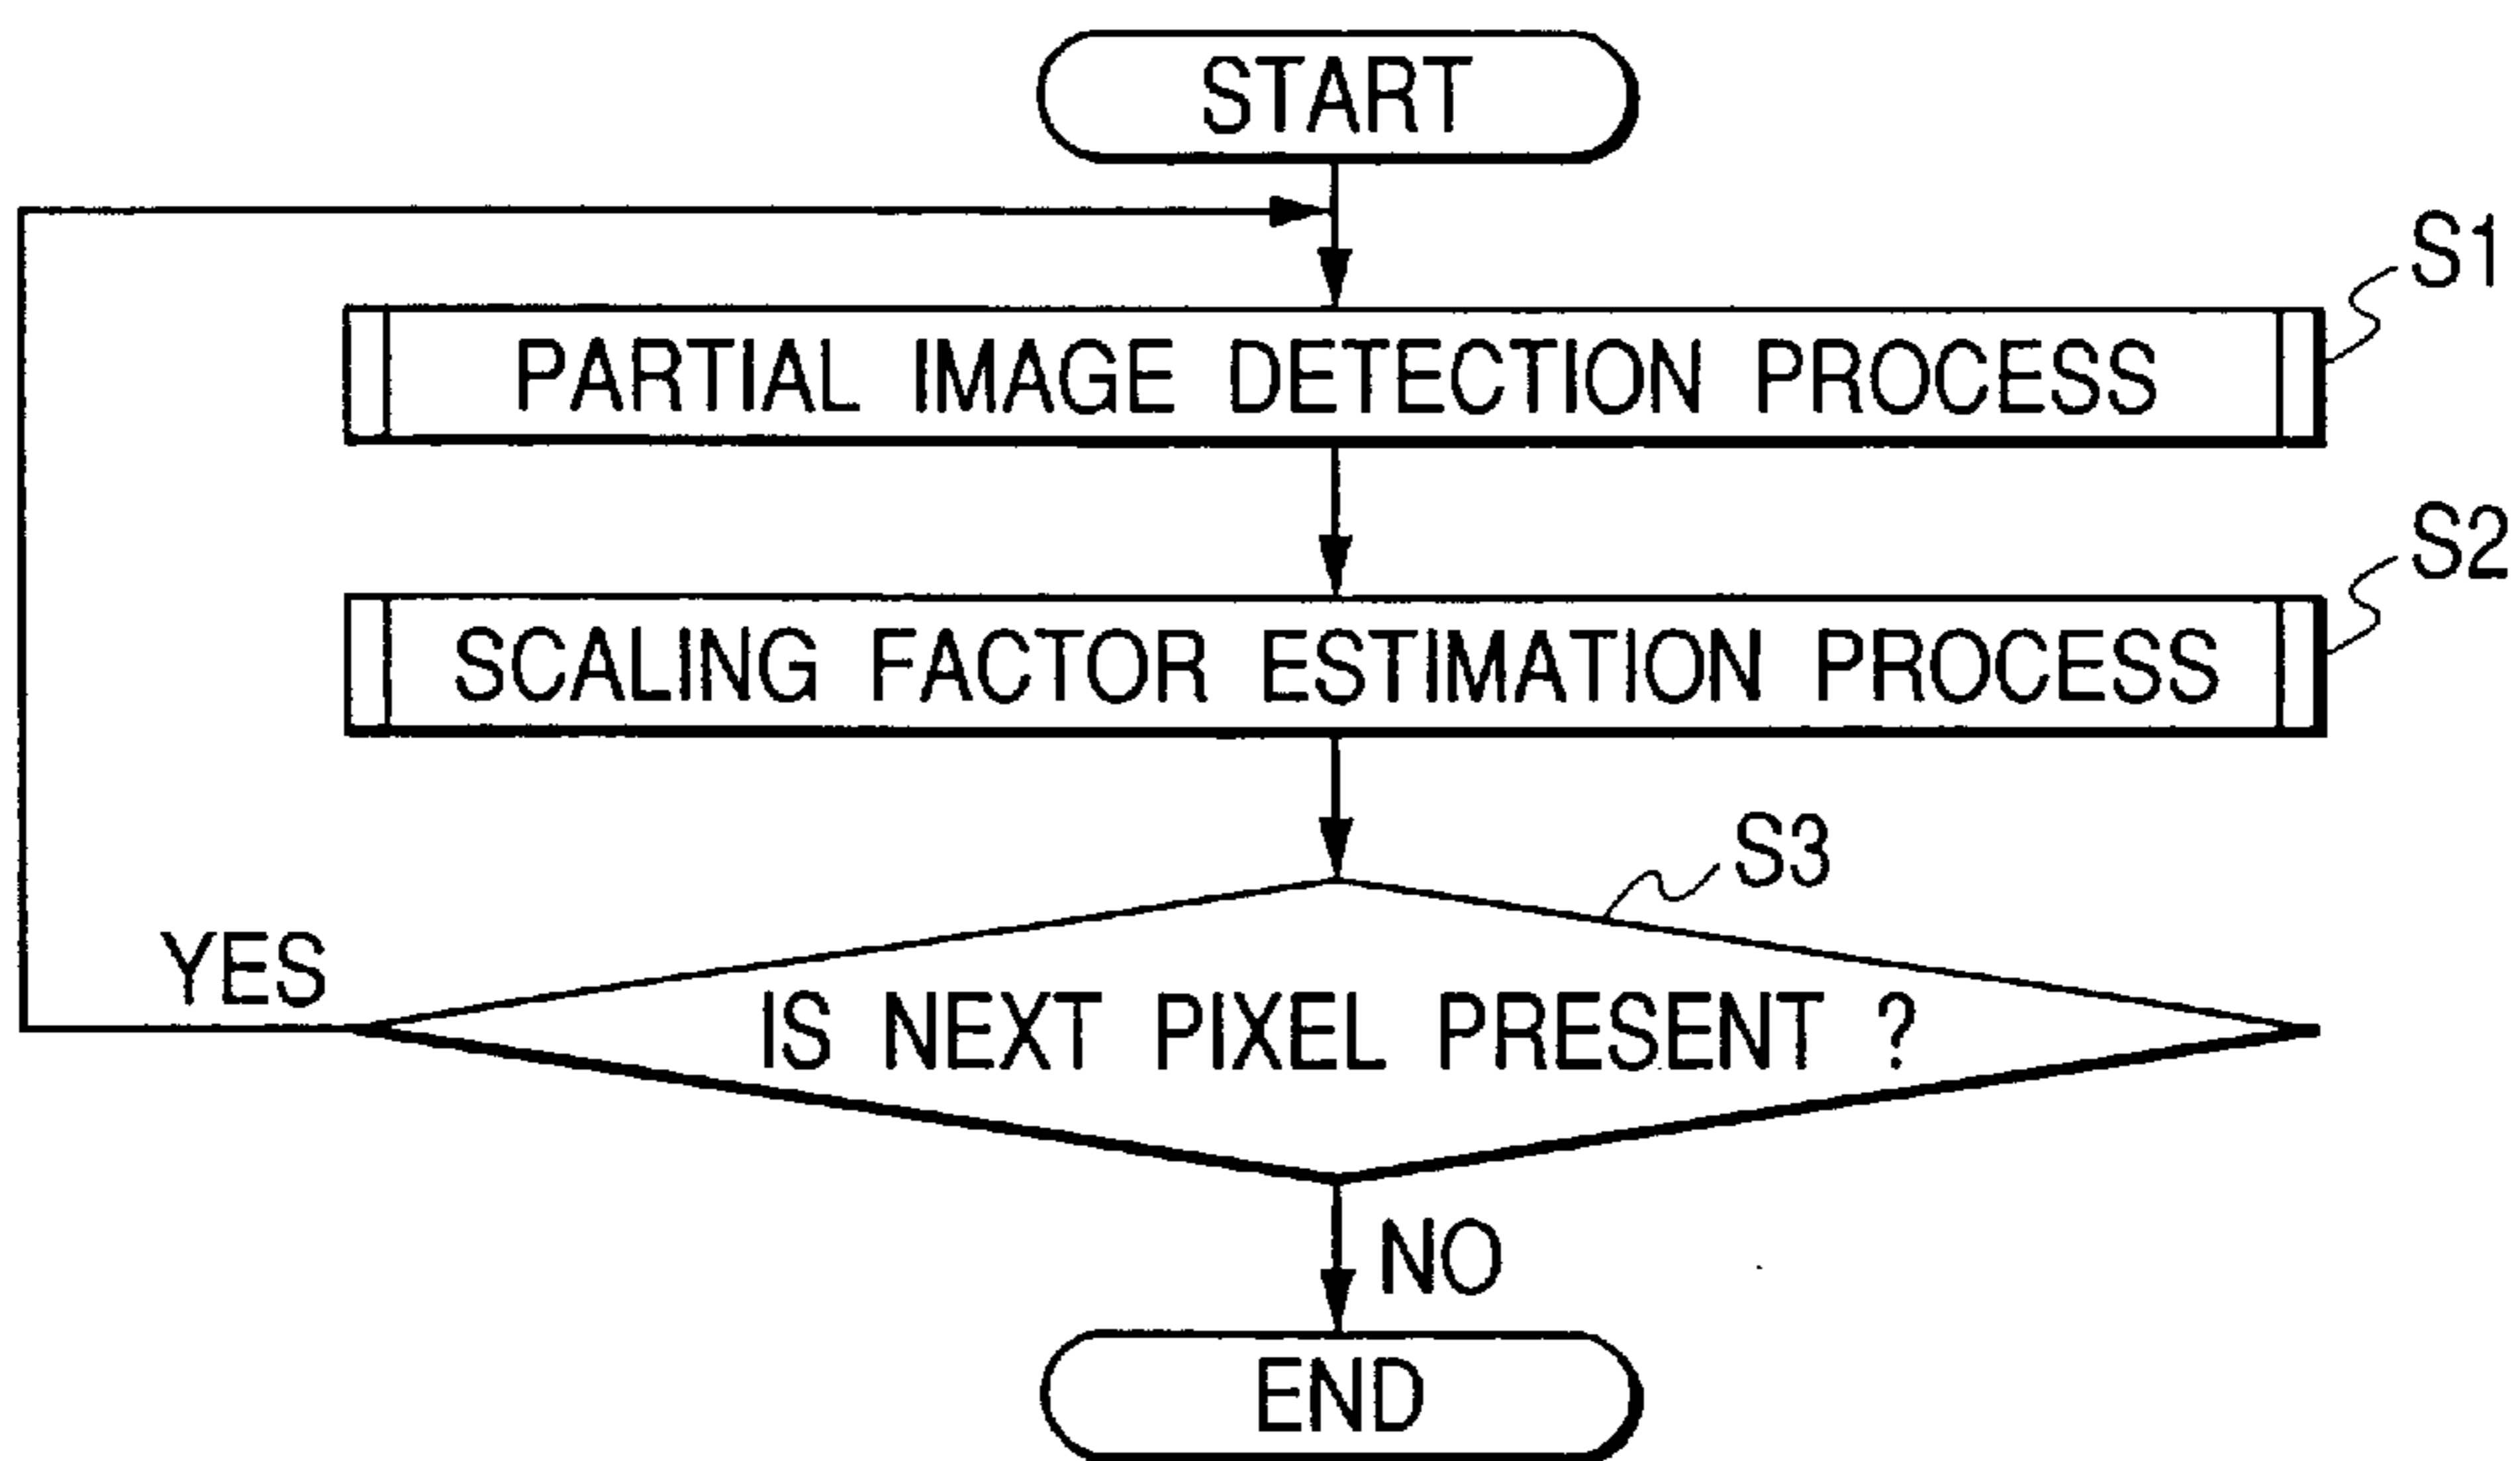 START
S1
PARTIAL IMAGE DETECTION PROCESS
S2
SCALING FACTOR ESTIMATION PROCESS
S3
YES
IS NEXT PIXEL PRESENT ?
NO
END